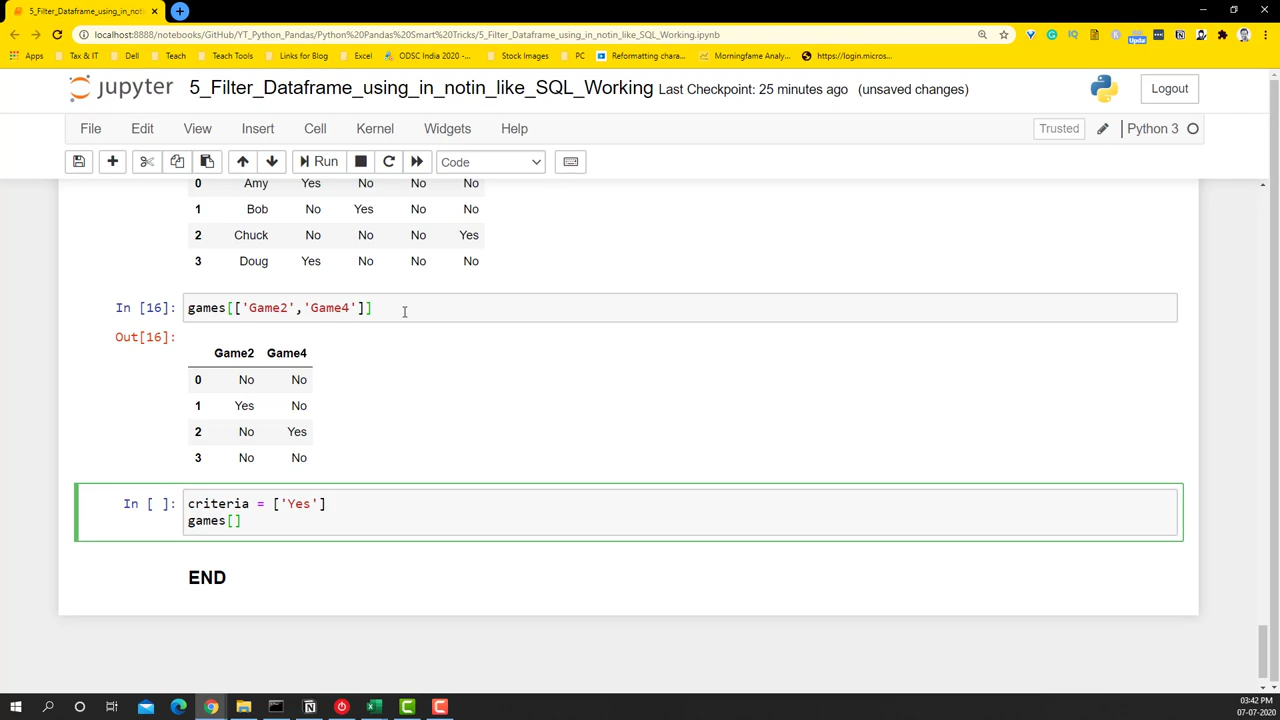 5_Filter_Dataframe_using_in_notin
localhost:8888/notebooks/GitHub/YT_Python_Pandas/Python%20Pandas%20Smart%20Tricks/5_Filter_Dataframe_using_in_notin_like_SQL_Working.ipynb
Apps Tax & IT Dell Teach Teach Tools Links for Blog Excel ODSC India 2020 -... Stock Images PC Reformatting chara... Morningfame Analy... https://login.micros...
jupyter 5_Filter_Dataframe_using_in_notin_like_SQL_Working Last Checkpoint: 25 minutes ago (unsaved changes) Logout
File Edit View Insert Cell Kernel Widgets Help Trusted Python 3
Run Code
0 Amy Yes No No No
1 Bob No Yes No No
2 Chuck No No No Yes
3 Doug Yes No No No
In [16]: games[['Game2','Game4']]
Out[16]:
Game2 Game4
0 No No
1 Yes No
2 No Yes
3 No No
In [ ]: criteria = ['Yes']
games[]
END
03:42 PM
07-07-2020